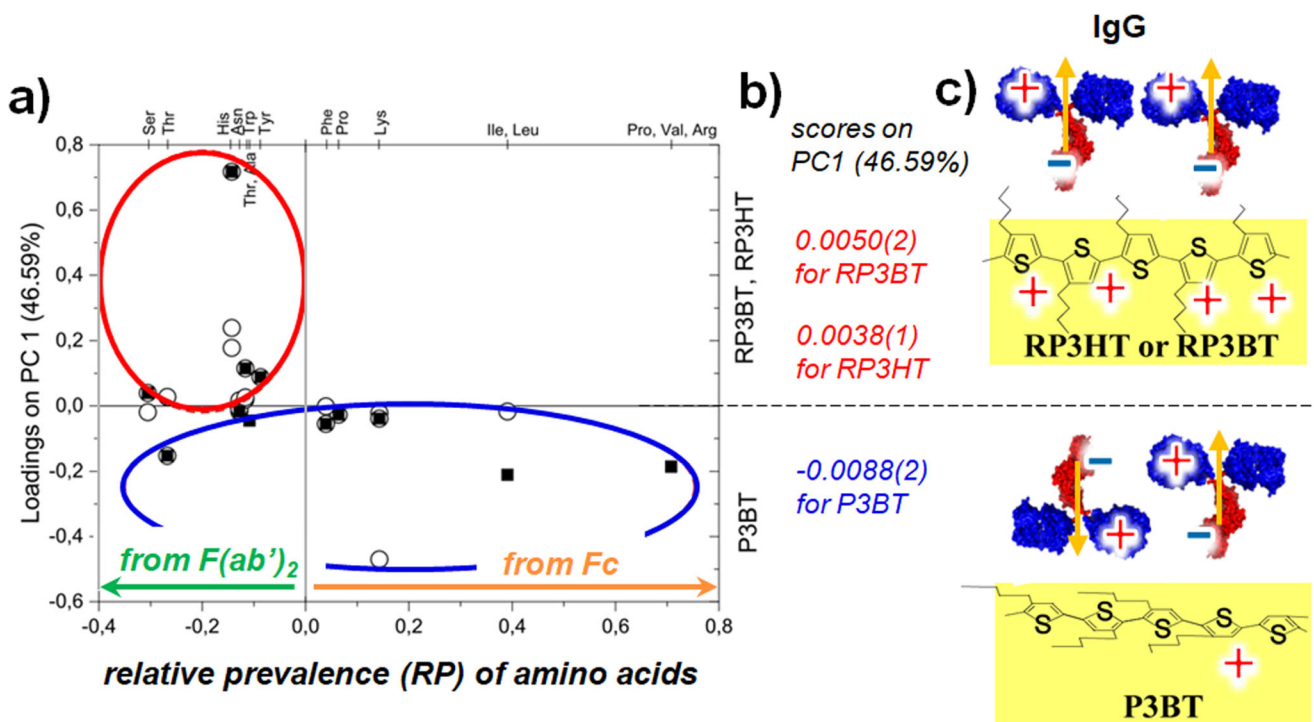 a)
Ser
Thr
His
Asn
Trp
Tyr
Thr, Ala
Phe
Pro
Lys
Ile, Leu
Pro, Val, Arg
Loadings on PC 1 (46.59%)
0,8
0,6
0,4
0,2
0,0
-0,2
-0,4
-0,6
from F(ab')2
from Fc
-0,4
-0,2
0,0
0,2
0,4
0,6
0,8
relative prevalence (RP) of amino acids
RP3BT, RP3HT
P3BT
b)
scores on
PC1 (46.59%)
0.0050(2)
for RP3BT
0.0038(1)
for RP3HT
-0.0088(2)
for P3BT
c)
IgG
+
+
−
−
S
S
S
S
S
+
+
+
+
RP3HT or RP3BT
−
+
+
−
S
S
S
S
S
+
P3BT